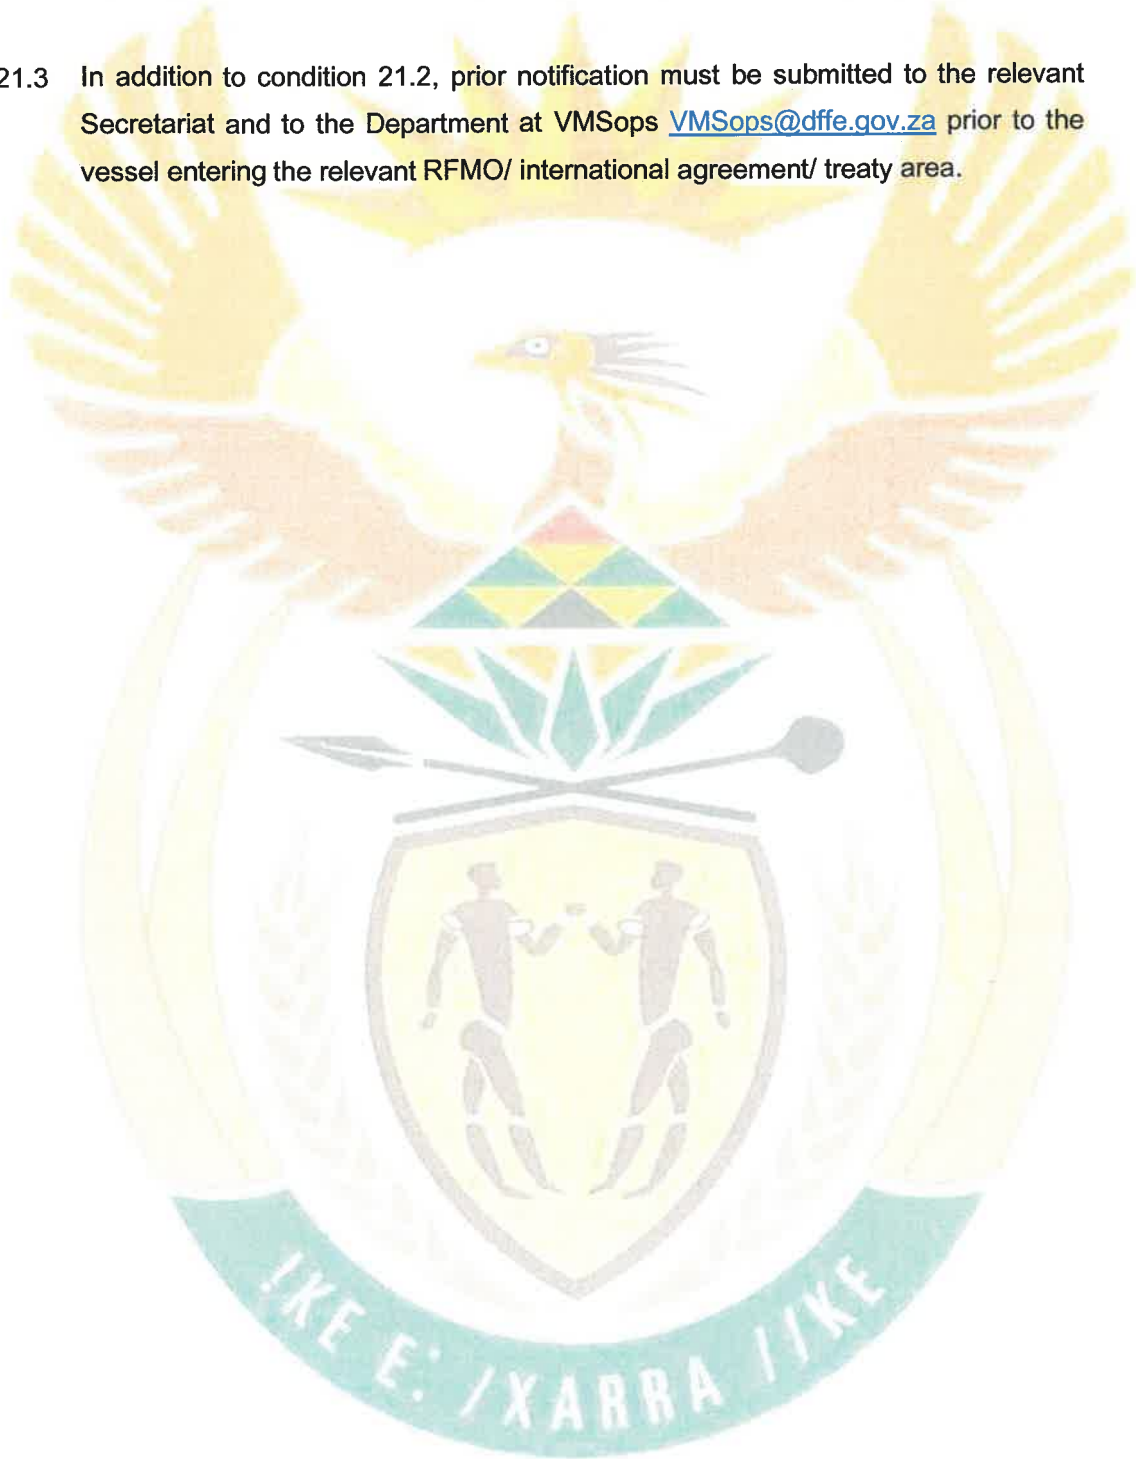 21.3 In addition to condition 21.2, prior notification must be submitted to the relevant
Secretariat and to the Department at VMSops VMSops@dffe.gov.za prior to the
vessel entering the relevant RFMO/ international agreement/ treaty area.
!KE E: /XARRA //KE